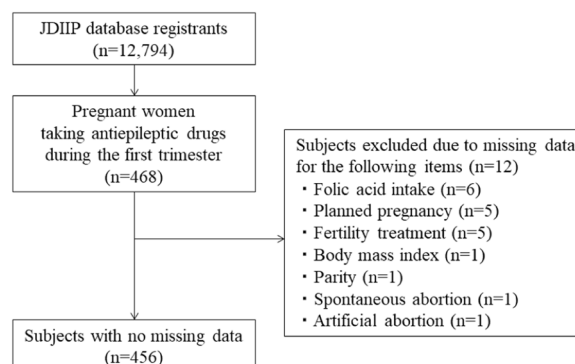 JDIIP database registrants
(n=12,794)
Pregnant women
taking antiepileptic drugs
during the first trimester
(n=468)
Subjects excluded due to missing data
for the following items (n=12)
・Folic acid intake (n=6)
・Planned pregnancy (n=5)
・Fertility treatment (n=5)
・Body mass index (n=1)
・Parity (n=1)
・Spontaneous abortion (n=1)
・Artificial abortion (n=1)
Subjects with no missing data
(n=456)